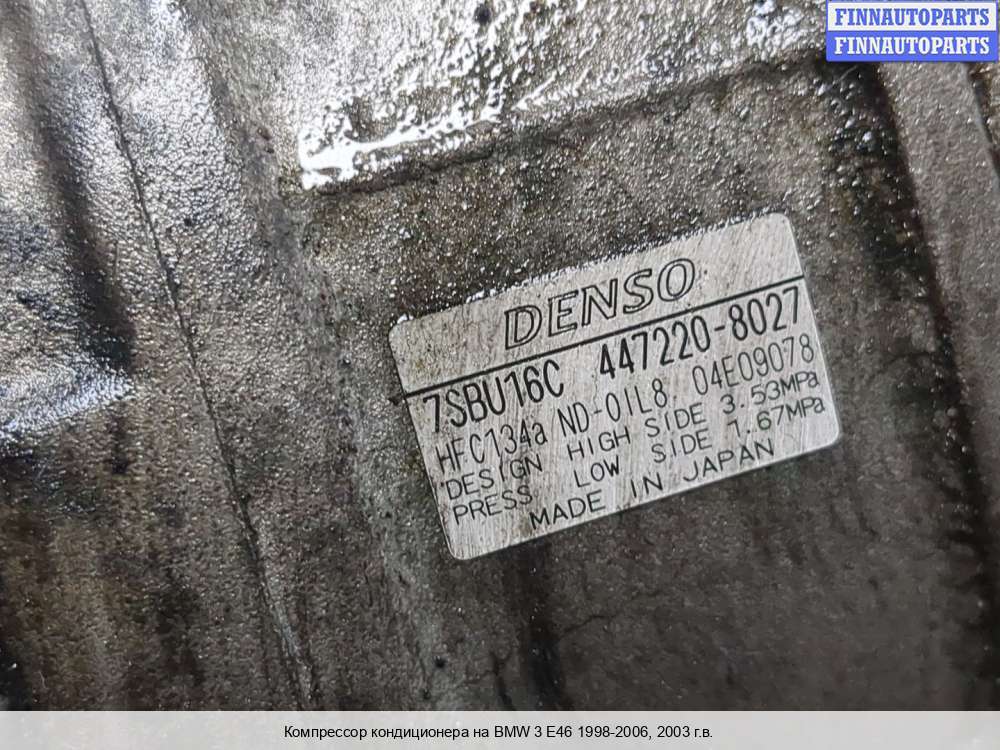 FINNAUTOPARTS
FINNAUTOPARTS
DENSO
7SBU16C 447220-8027
HFC134a ND-OIL8, 04E09078
DESIGN HIGH SIDE 3.53MPa
PRESS LOW SIDE 1.67MPa
MADE IN JAPAN
Компрессор кондиционера на BMW 3 E46 1998-2006, 2003 г.в.